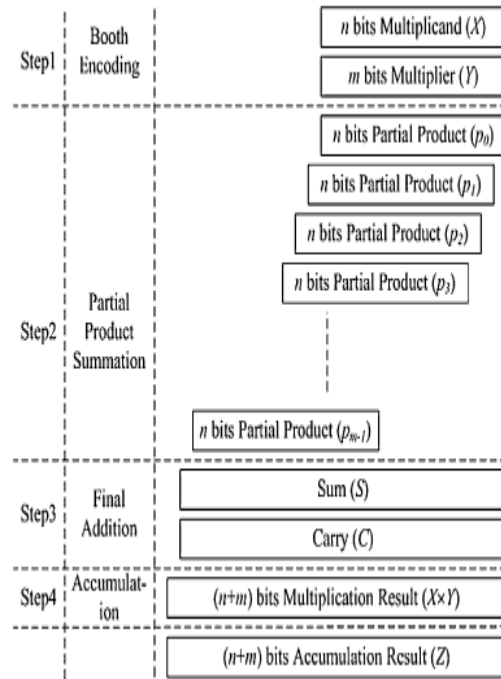 Step1
Booth
Encoding
n bits Multiplicand (X)
m bits Multiplier (Y)
Step2
Partial
Product
Summation
n bits Partial Product (p0)
n bits Partial Product (p1)
n bits Partial Product (p2)
n bits Partial Product (p3)
n bits Partial Product (pm-1)
Step3
Final
Addition
Sum (S)
Carry (C)
Step4
Accumulat-
ion
(n+m) bits Multiplication Result (X×Y)
(n+m) bits Accumulation Result (Z)